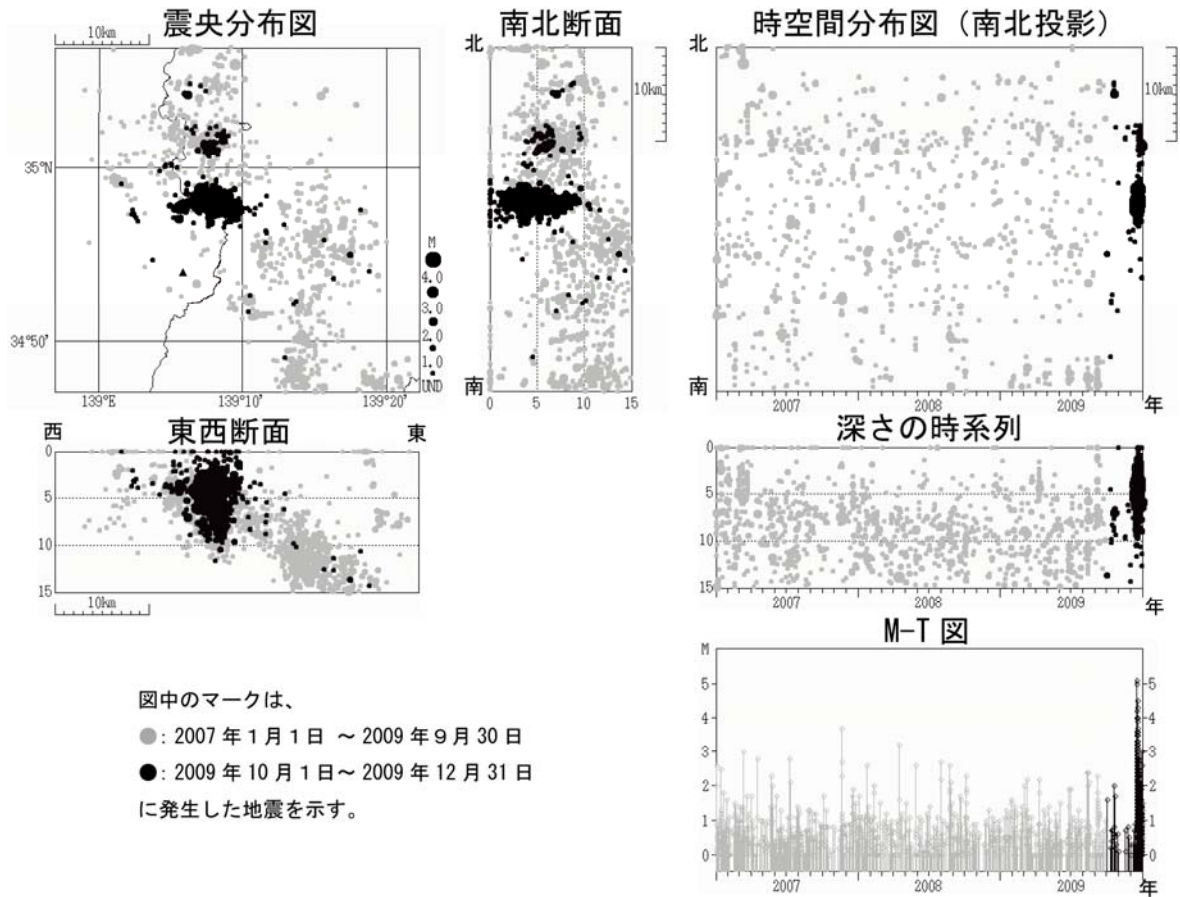 震央分布図
10km
35°N
34°50'
139°E
139°10'
139°20'
M
4.0
3.0
2.0
1.0
UND
南北断面
北
南
10km
0 5 10 15
時空間分布図（南北投影）
北
南
10km
2007 2008 2009 年
東西断面
西
東
0
5
10
15
10km
深さの時系列
0
5
10
15
2007 2008 2009 年
M-T 図
M
5
4
3
2
1
0
5
4
3
2
1
0
2007 2008 2009 年
図中のマークは、
●: 2007 年１月１日 ～ 2009 年９月 30 日
●: 2009 年 10 月１日～ 2009 年 12 月 31 日
に発生した地震を示す。